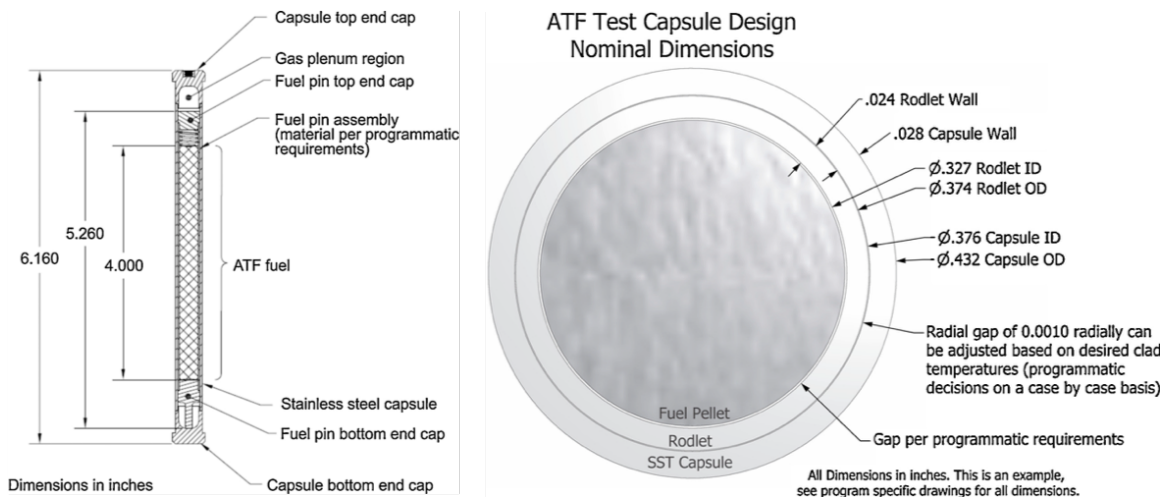 Capsule top end cap
Gas plenum region
Fuel pin top end cap
Fuel pin assembly
(material per programmatic
requirements)
6.160
5.260
4.000
ATF fuel
Stainless steel capsule
Fuel pin bottom end cap
Capsule bottom end cap
Dimensions in inches
ATF Test Capsule Design
Nominal Dimensions
.024 Rodlet Wall
.028 Capsule Wall
Ø.327 Rodlet ID
Ø.374 Rodlet OD
Ø.376 Capsule ID
Ø.432 Capsule OD
Radial gap of 0.0010 radially can
be adjusted based on desired clad
temperatures (programmatic
decisions on a case by case basis)
Fuel Pellet
Rodlet
SST Capsule
Gap per programmatic requirements
All Dimensions in inches. This is an example,
see program specific drawings for all dimensions.